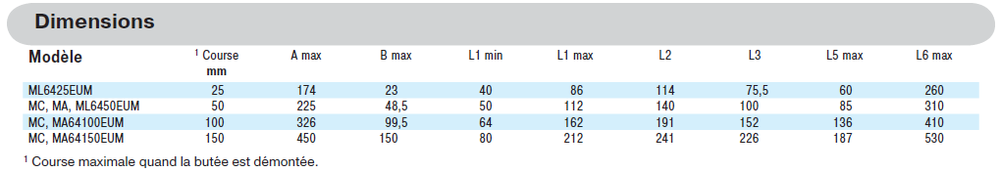 Dimensions
Modèle ¹ Course A max B max L1 min L1 max L2 L3 L5 max L6 max
mm
ML6425EUM 25 174 23 40 86 114 75,5 60 260
MC, MA, ML6450EUM 50 225 48,5 50 112 140 100 85 310
MC, MA64100EUM 100 326 99,5 64 162 191 152 136 410
MC, MA64150EUM 150 450 150 80 212 241 226 187 530
¹ Course maximale quand la butée est démontée.